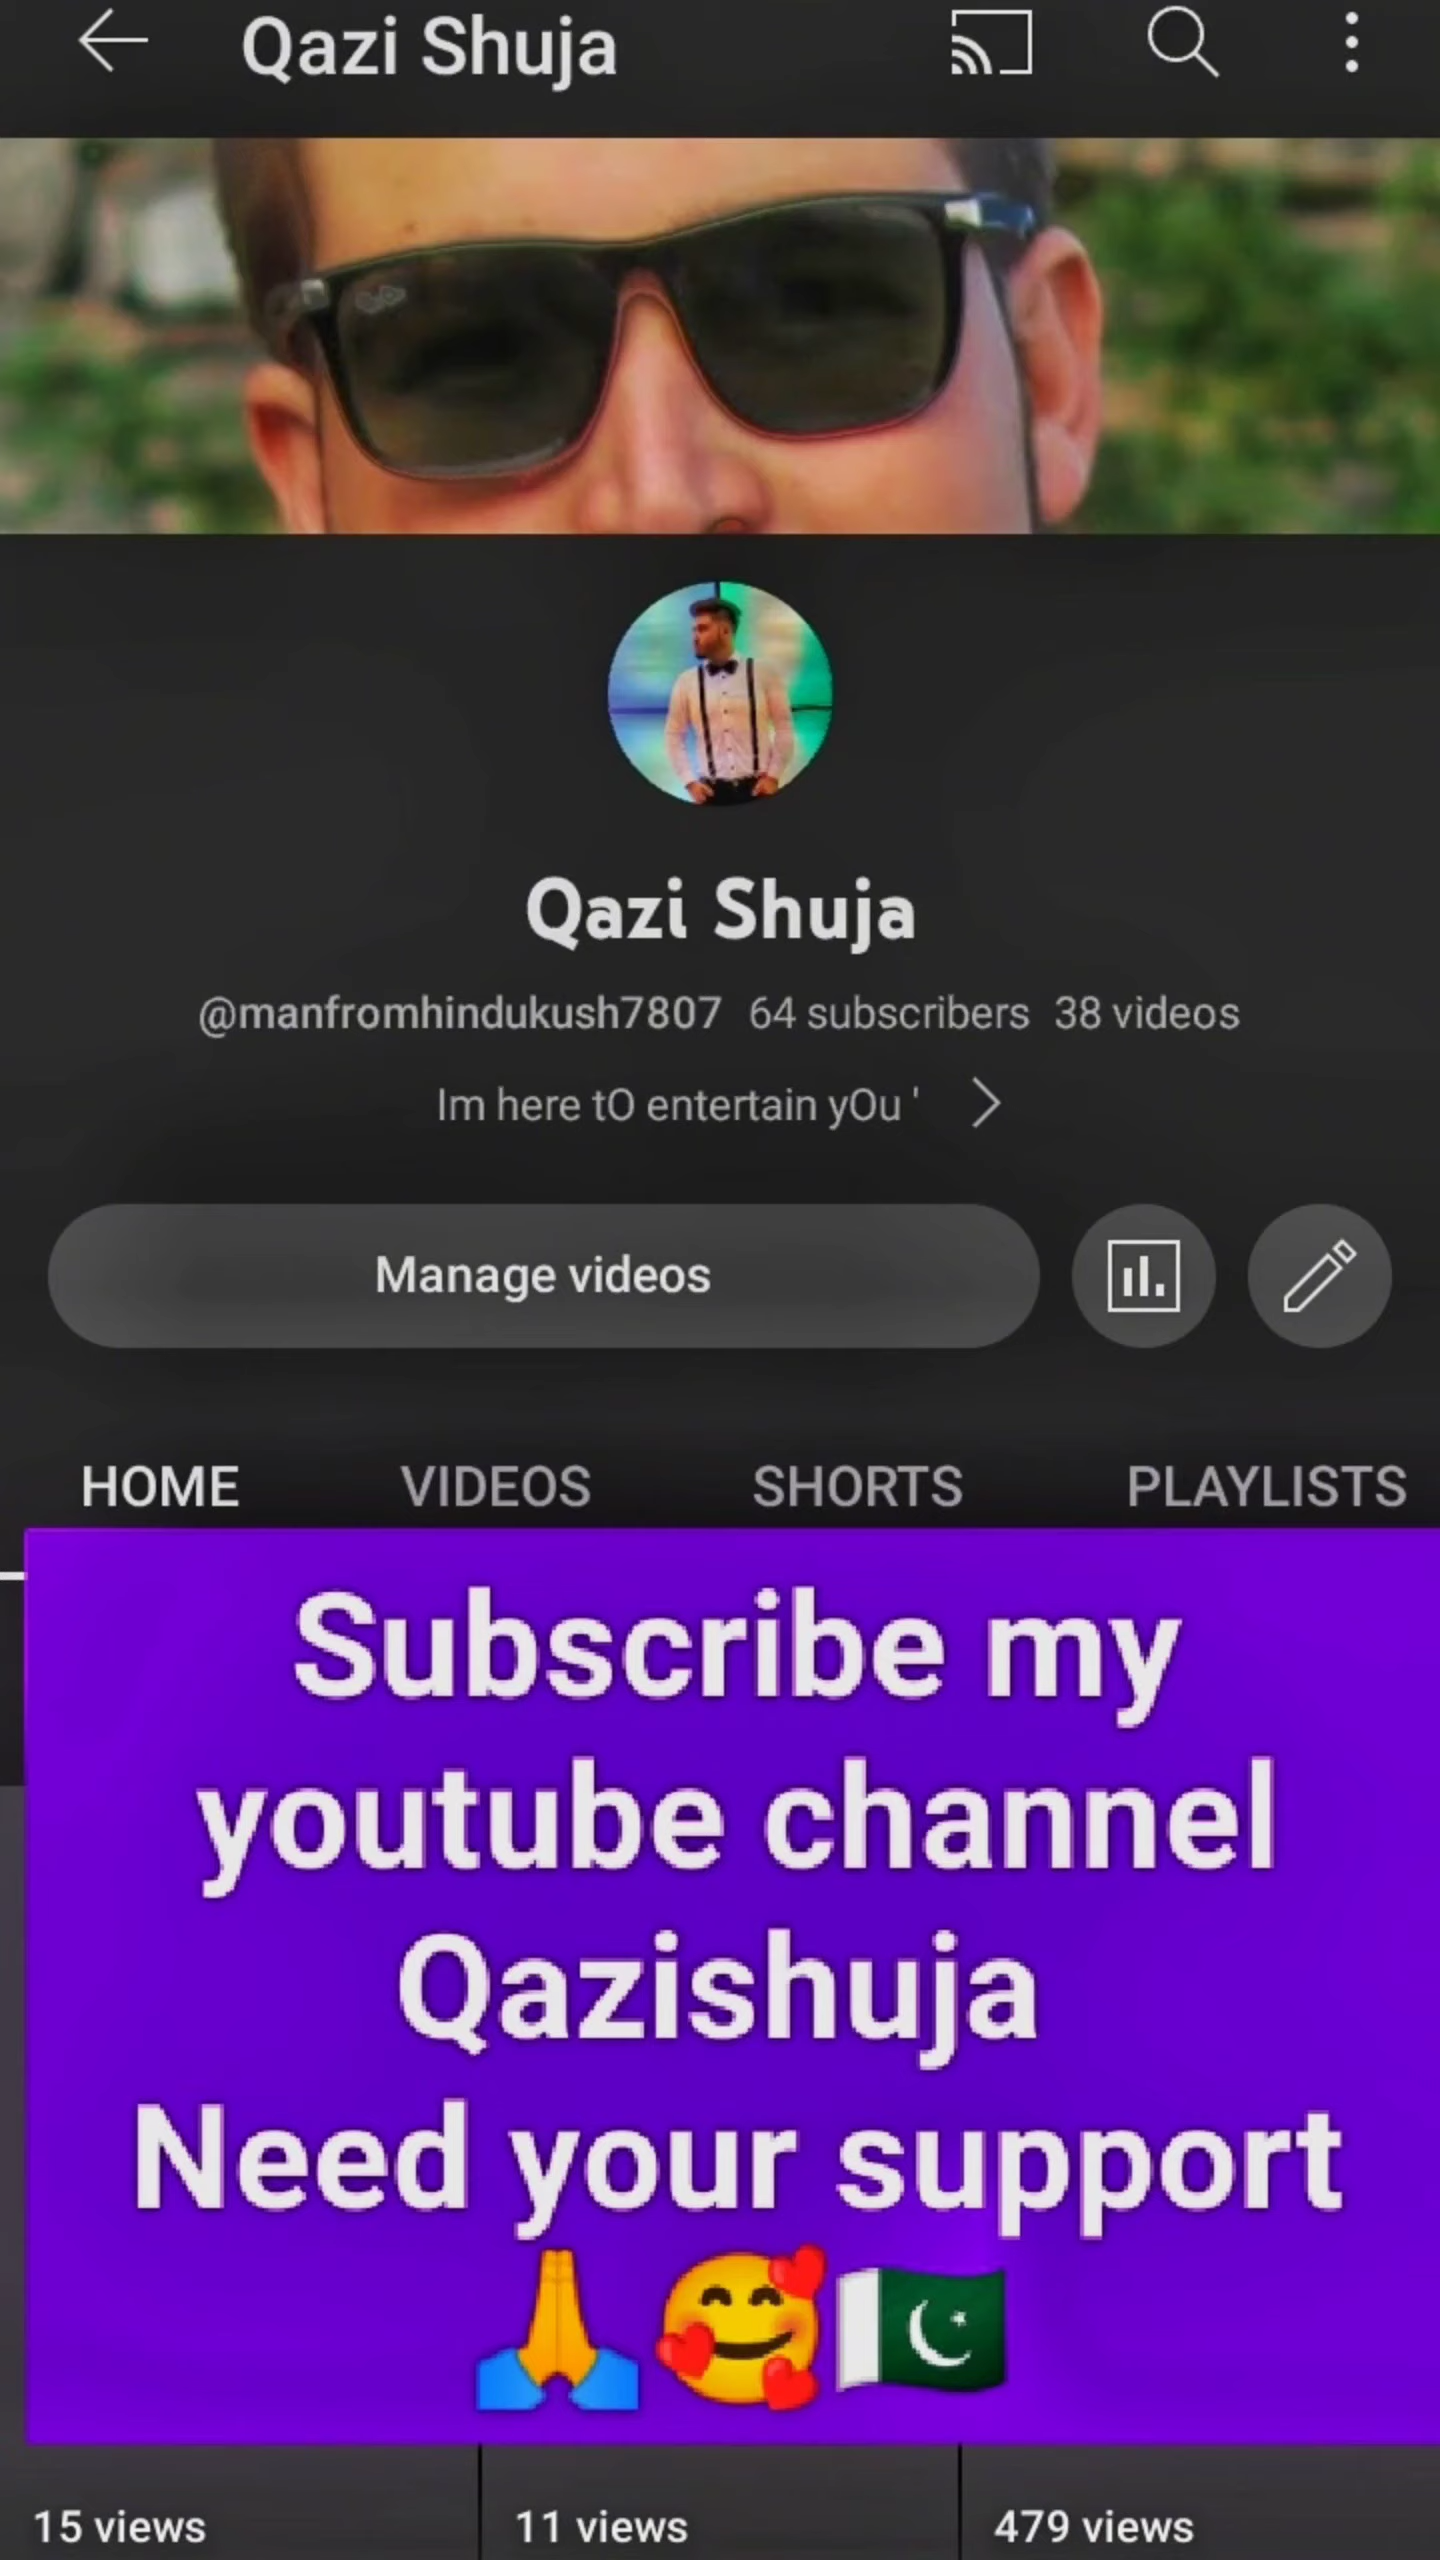 Qazi Shuja
Qazi Shuja
@manfromhindukush7807 64 subscribers 38 videos
Im here tO entertain yOu '
Manage videos
HOME VIDEOS SHORTS PLAYLISTS
Subscribe my
youtube channel
Qazishuja
Need your support
🙏🥰🇵🇰
15 views 11 views 479 views